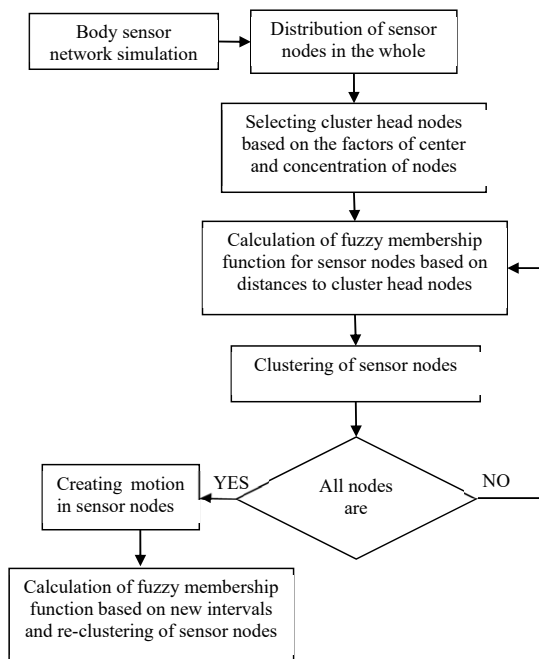 Body sensor
network simulation
Distribution of sensor
nodes in the whole
Selecting cluster head nodes
based on the factors of center
and concentration of nodes
Calculation of fuzzy membership
function for sensor nodes based on
distances to cluster head nodes
Clustering of sensor nodes
All nodes
are
YES
NO
Creating motion
in sensor nodes
Calculation of fuzzy membership
function based on new intervals
and re-clustering of sensor nodes